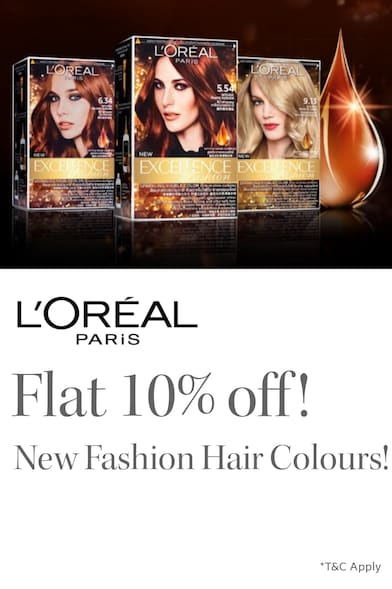 L'ORÉAL
PARIS
6.34
NEW
EXCELLENCE
L'ORÉAL
PARIS
5.54
NEW
EXCELLENCE
fashion
L'ORÉAL
PARIS
9.13
NEW
EXCELLENCE
L'ORÉAL
PARiS
Flat 10% off!
New Fashion Hair Colours!
*T&C Apply